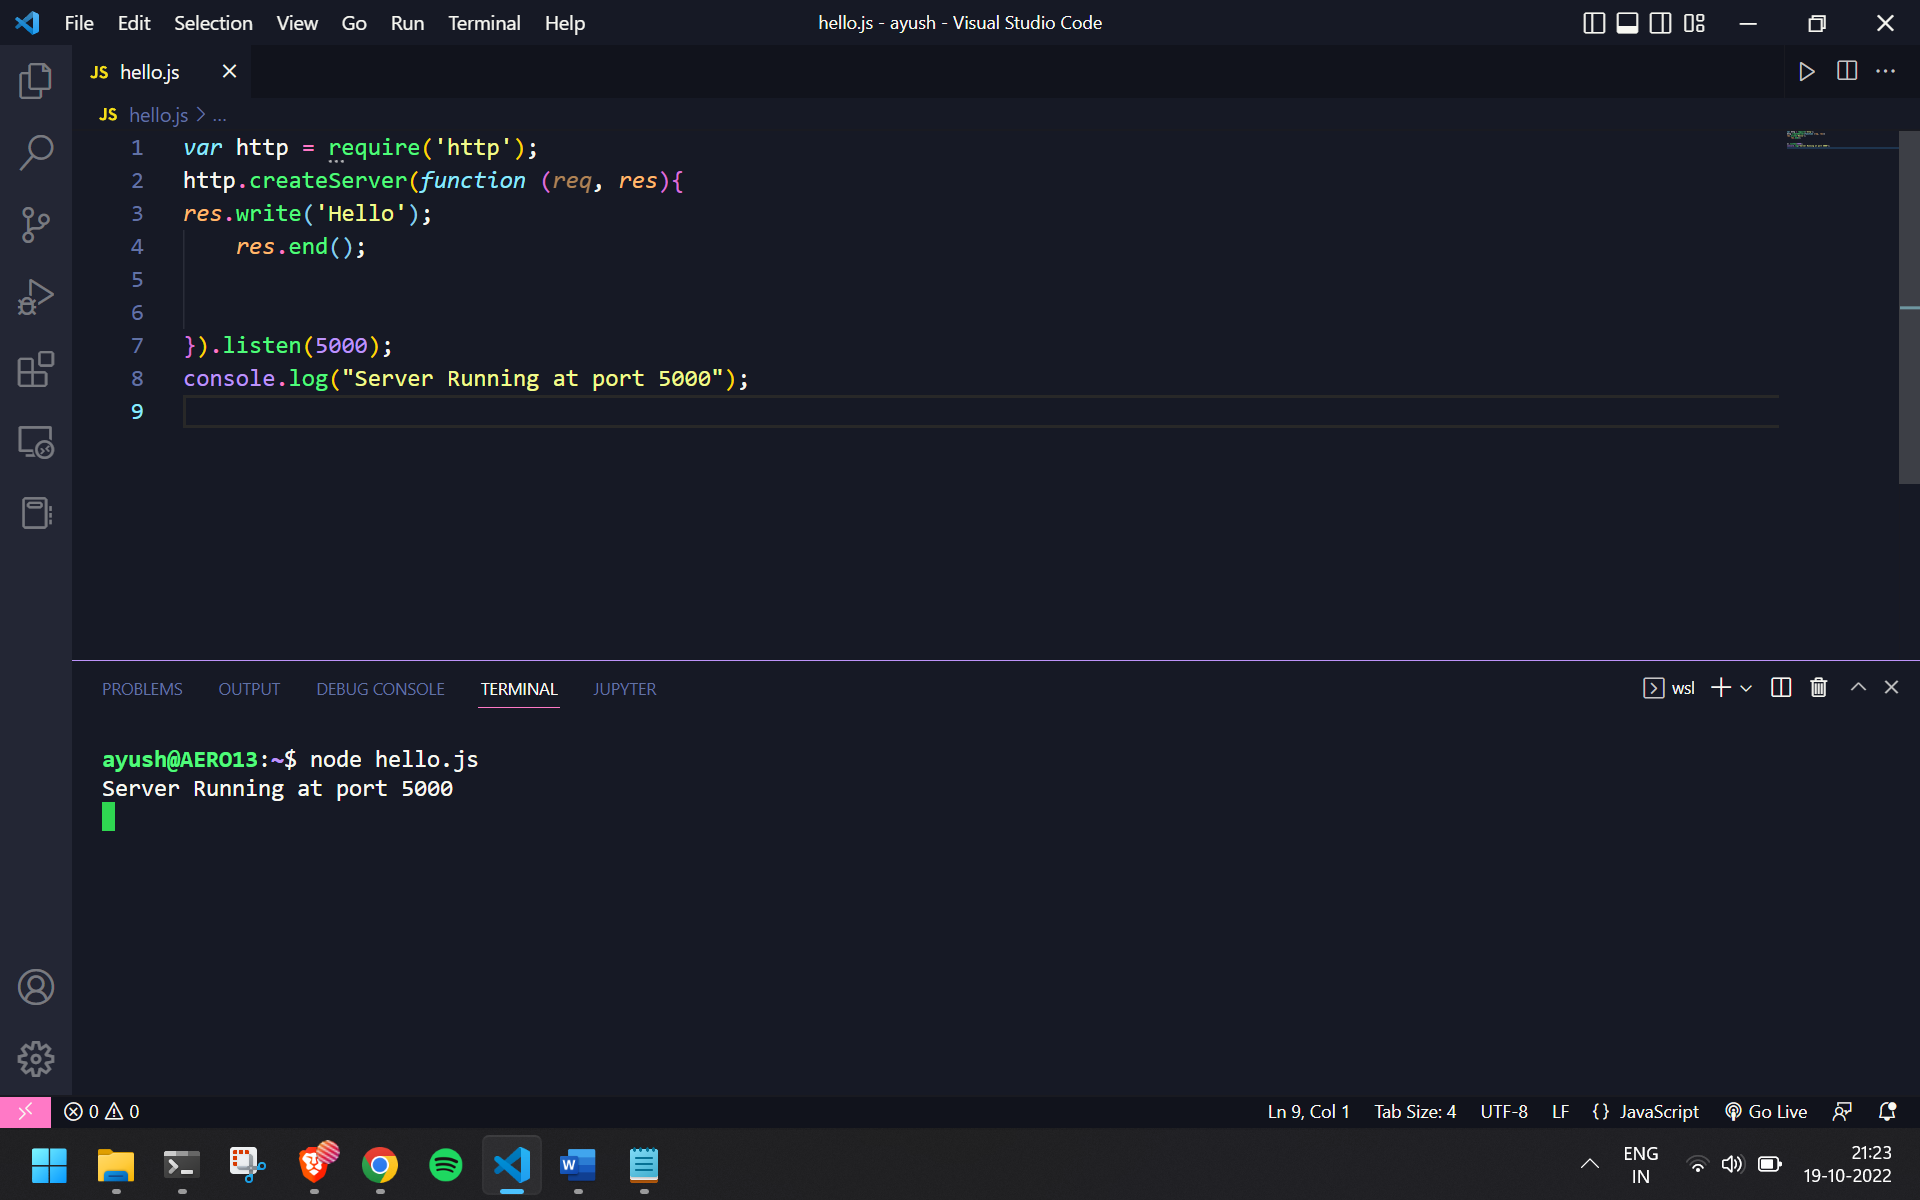 File Edit Selection View Go Run Terminal Help hello.js - ayush - Visual Studio Code
JS hello.js
JS hello.js > ...
1 var http = require('http');
2 http.createServer(function (req, res){
3 res.write('Hello');
4 res.end();
5
6
7 }).listen(5000);
8 console.log("Server Running at port 5000");
9
PROBLEMS OUTPUT DEBUG CONSOLE TERMINAL JUPYTER wsl
ayush@AERO13:~$ node hello.js
Server Running at port 5000
0 0 Ln 9, Col 1 Tab Size: 4 UTF-8 LF {} JavaScript Go Live
ENG
IN
21:23
19-10-2022